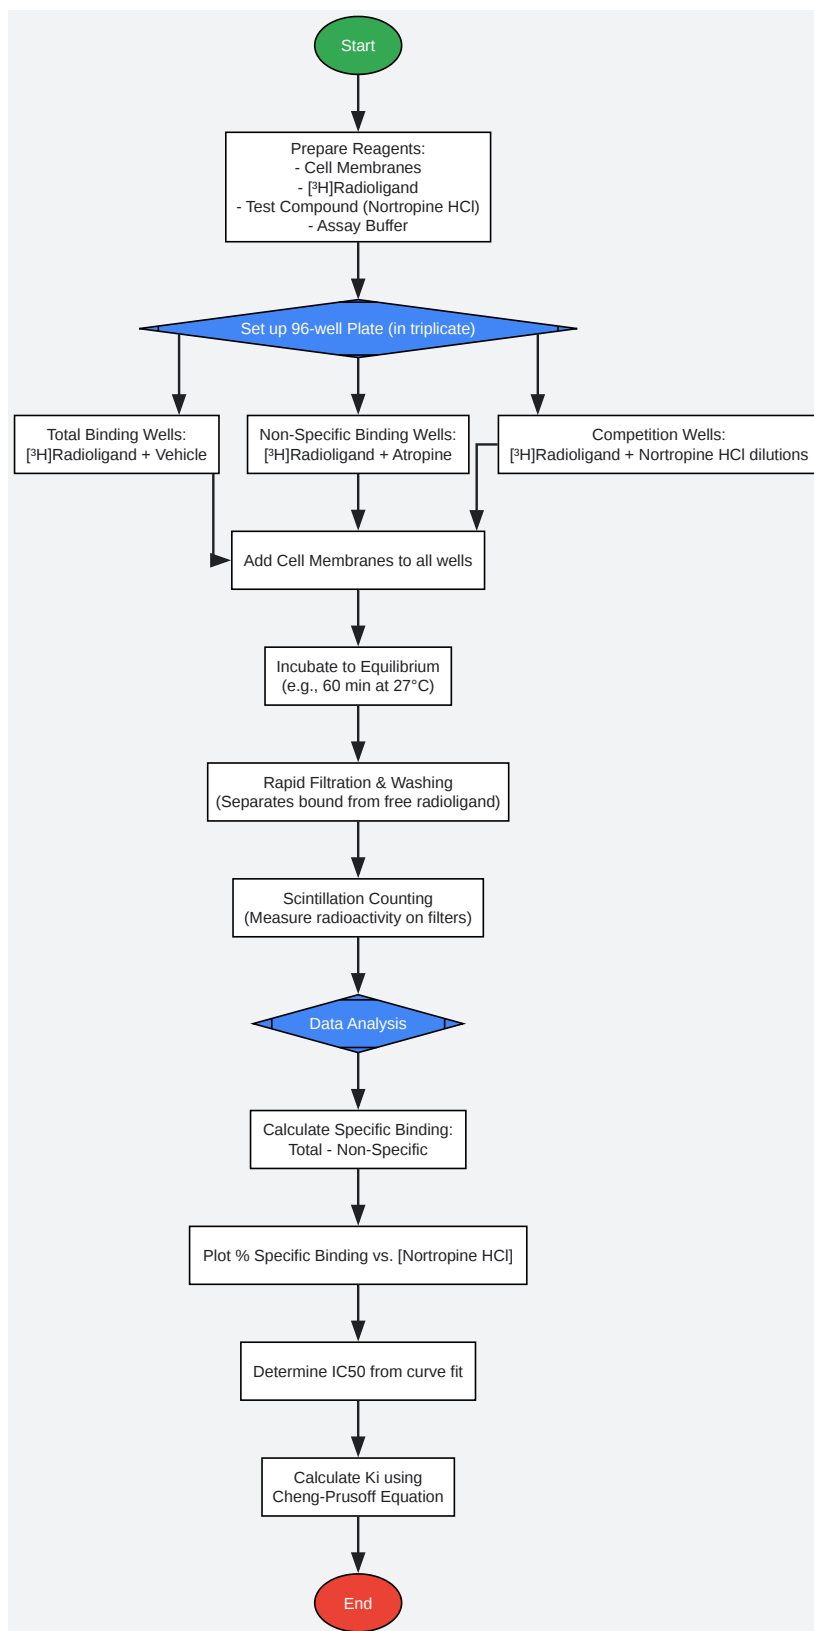 Start
Prepare Reagents:
- Cell Membranes
- [³H]Radioligand
- Test Compound (Nortropine HCl)
- Assay Buffer
Set up 96-well Plate (in triplicate)
Total Binding Wells:
[³H]Radioligand + Vehicle
Non-Specific Binding Wells:
[³H]Radioligand + Atropine
Competition Wells:
[³H]Radioligand + Nortropine HCl dilutions
Add Cell Membranes to all wells
Incubate to Equilibrium
(e.g., 60 min at 27°C)
Rapid Filtration & Washing
(Separates bound from free radioligand)
Scintillation Counting
(Measure radioactivity on filters)
Data Analysis
Calculate Specific Binding:
Total - Non-Specific
Plot % Specific Binding vs. [Nortropine HCl]
Determine IC50 from curve fit
Calculate Ki using
Cheng-Prusoff Equation
End